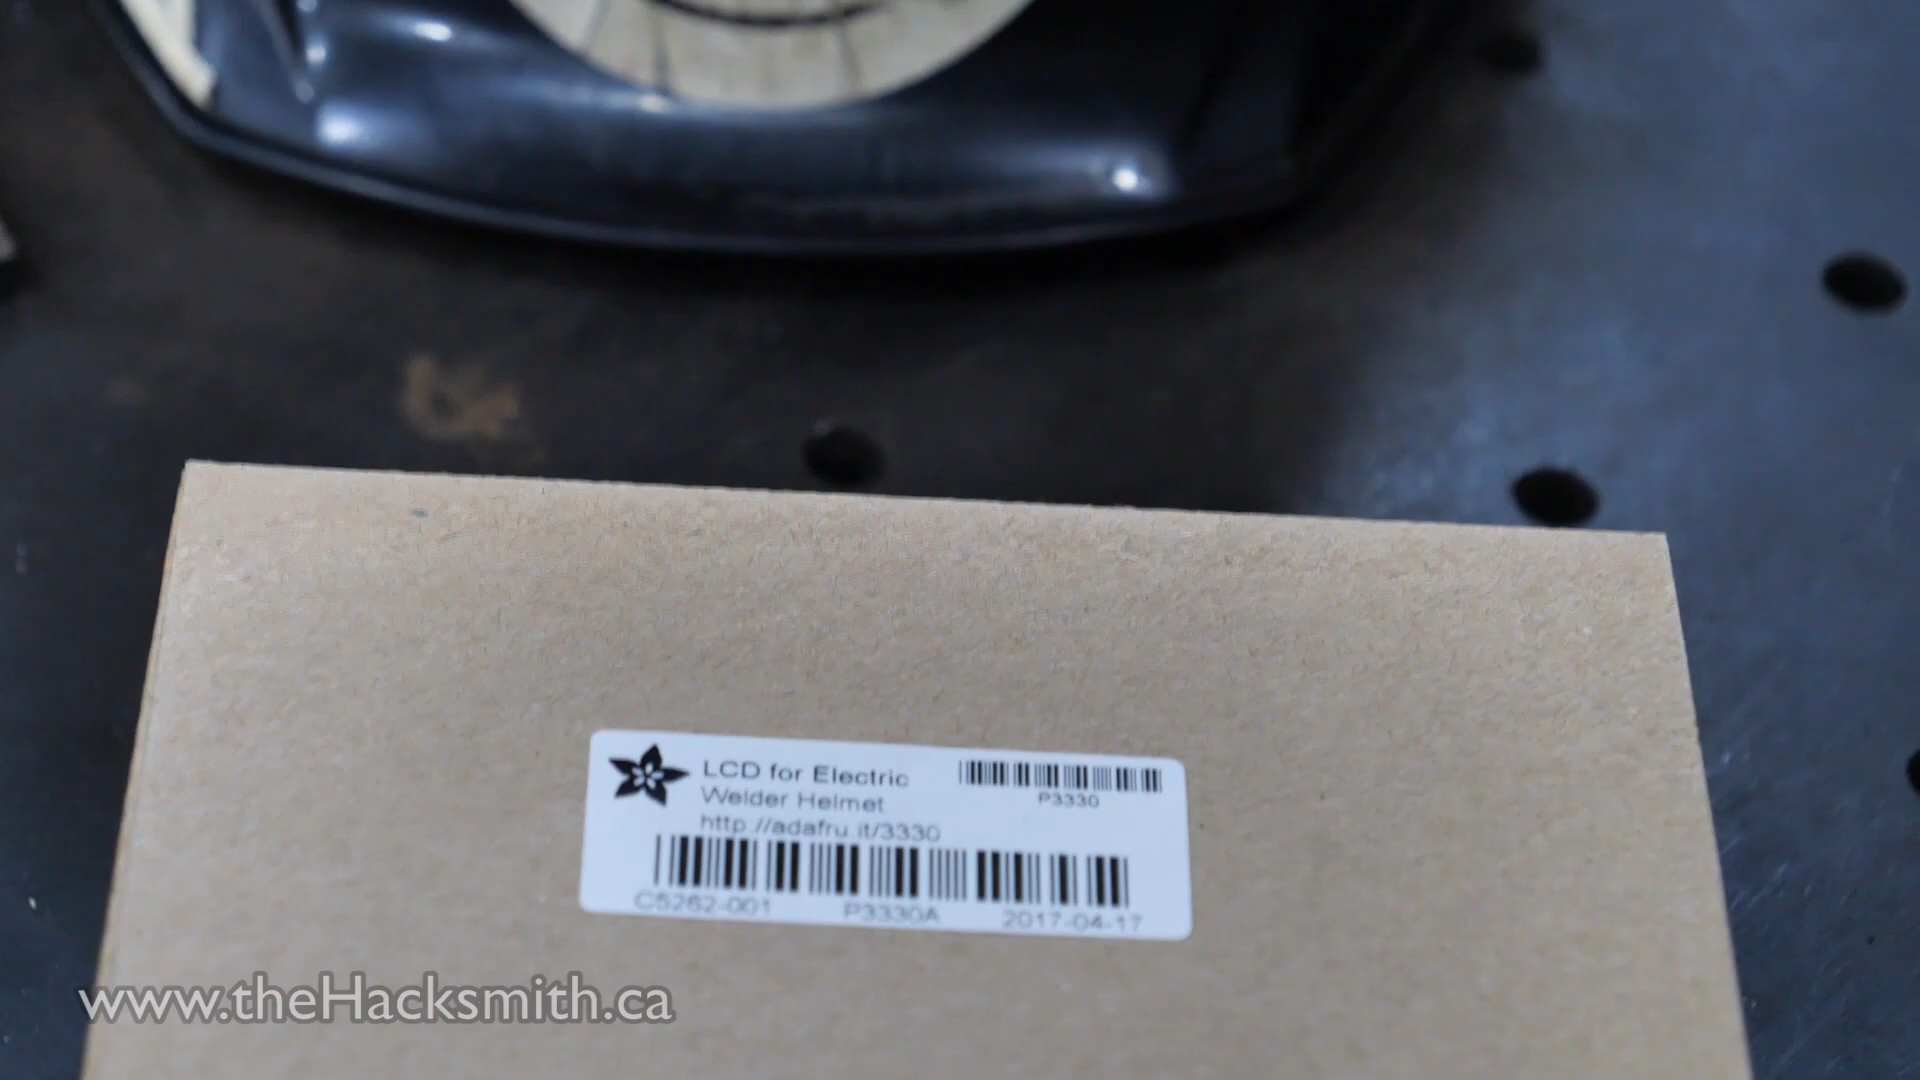 LCD for Electric
Welder Helmet
http://adafru.it/3330
P3330
C5262-001 P3330A 2017-04-17
www.theHacksmith.ca